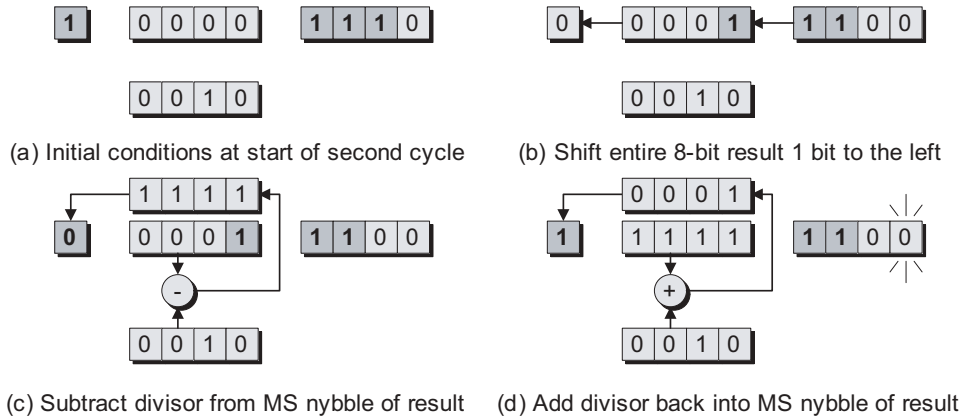 1 0 0 0 0 1 1 1 0
0 0 1 0
(a) Initial conditions at start of second cycle
0 0 0 0 1 1 1 0 0
0 0 1 0
(b) Shift entire 8-bit result 1 bit to the left
1 1 1 1
0 0 0 0 1 1 1 0 0
-
0 0 1 0
(c) Subtract divisor from MS nybble of result
0 0 0 1
1 1 1 1 1 1 1 0 0
+
0 0 1 0
(d) Add divisor back into MS nybble of result